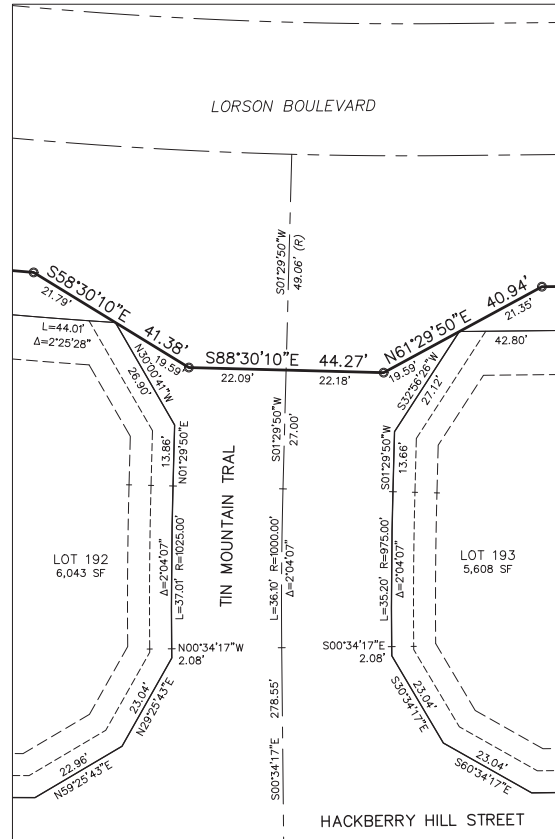 LORSON BOULEVARD
S01°29'50"W
49.06' (R)
S58°30'10"E 41.38'
21.79'
19.59'
S88°30'10"E 44.27'
22.09'
22.18'
N61°29'50"E 40.94'
19.59'
21.35'
L=44.01'
Δ=2°25'28"
N30°00'41"W
26.90'
42.80'
S32°56'26"W
27.12'
13.86'
N01°29'50"E
S01°29'50"W
27.00'
S01°29'50"W
13.66'
TIN MOUNTAIN TRAL
LOT 192
6,043 SF
L=37.01' R=1025.00'
Δ=2°04'07"
L=36.10' R=1000.00'
Δ=2°04'07"
L=35.20' R=975.00'
Δ=2°04'07"
LOT 193
5,608 SF
N00°34'17"W
2.08'
S00°34'17"E
2.08'
23.04'
N29°25'43"E
22.96'
N59°25'43"E
S00°34'17"E 278.55'
23.04'
S30°34'17"E
23.04'
S60°34'17"E
HACKBERRY HILL STREET